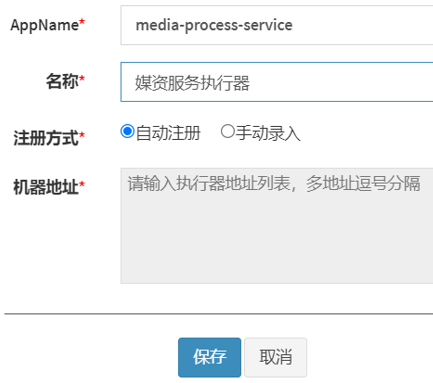 AppName* media-process-service
名称* 媒资服务执行器
注册方式* 自动注册 手动录入
机器地址* 请输入执行器地址列表，多地址逗号分隔
保存 取消